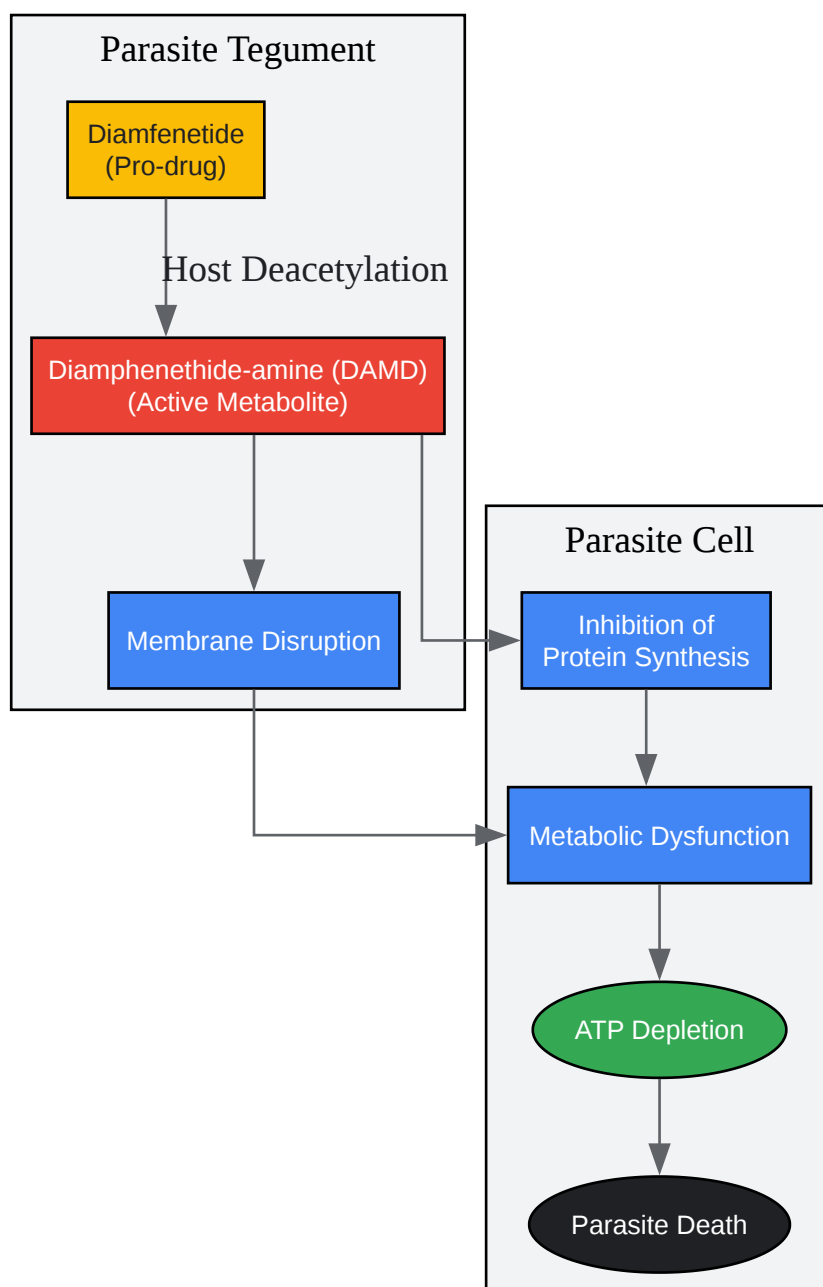 Parasite Tegument
Diamfenetide
(Pro-drug)
Host Deacetylation
Diamphenethide-amine (DAMD)
(Active Metabolite)
Membrane Disruption
Parasite Cell
Inhibition of
Protein Synthesis
Metabolic Dysfunction
ATP Depletion
Parasite Death